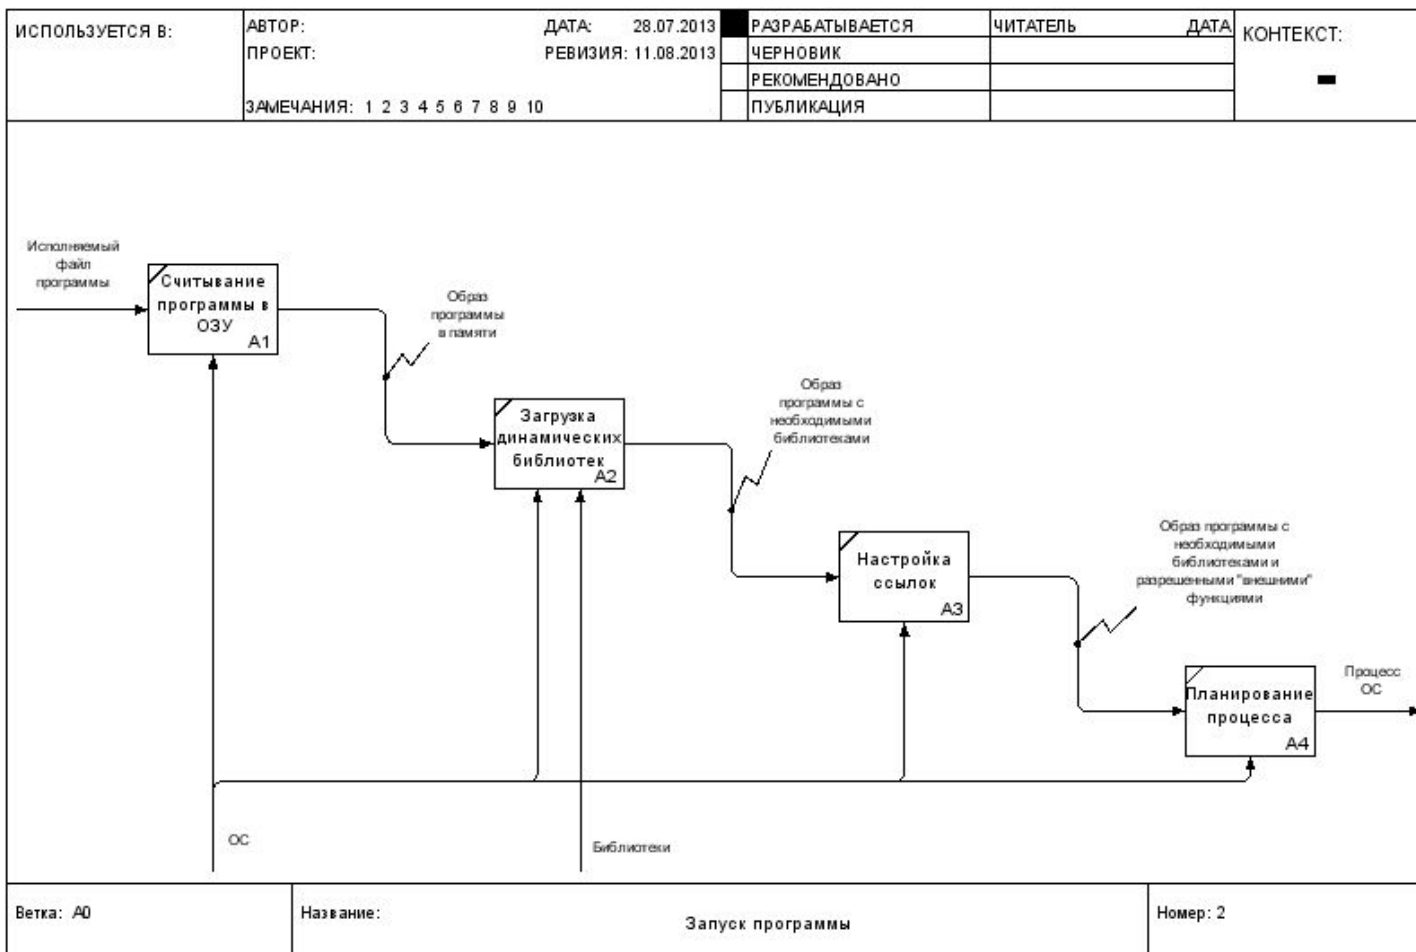 ИСПОЛЬЗУЕТСЯ В:
АВТОР:
ДАТА: 28.07.2013
ПРОЕКТ:
РЕВИЗИЯ: 11.08.2013
ЗАМЕЧАНИЯ: 1 2 3 4 5 6 7 8 9 10
РАЗРАБАТЫВАЕТСЯ
ЧЕРНОВИК
РЕКОМЕНДОВАНО
ПУБЛИКАЦИЯ
ЧИТАТЕЛЬ
ДАТА
КОНТЕКСТ:
Исполняемый
файл
программы
Считывание
программы в
ОЗУ
A1
Образ
программы
в памяти
Загрузка
динамических
библиотек
A2
Образ
программы с
необходимыми
библиотеками
Настройка
ссылок
A3
Образ программы с
необходимыми
библиотеками и
разрешенными "внешними"
функциями
Планирование
процесса
A4
Процесс
ОС
ОС
Библиотеки
Ветка: A0
Название:
Запуск программы
Номер: 2